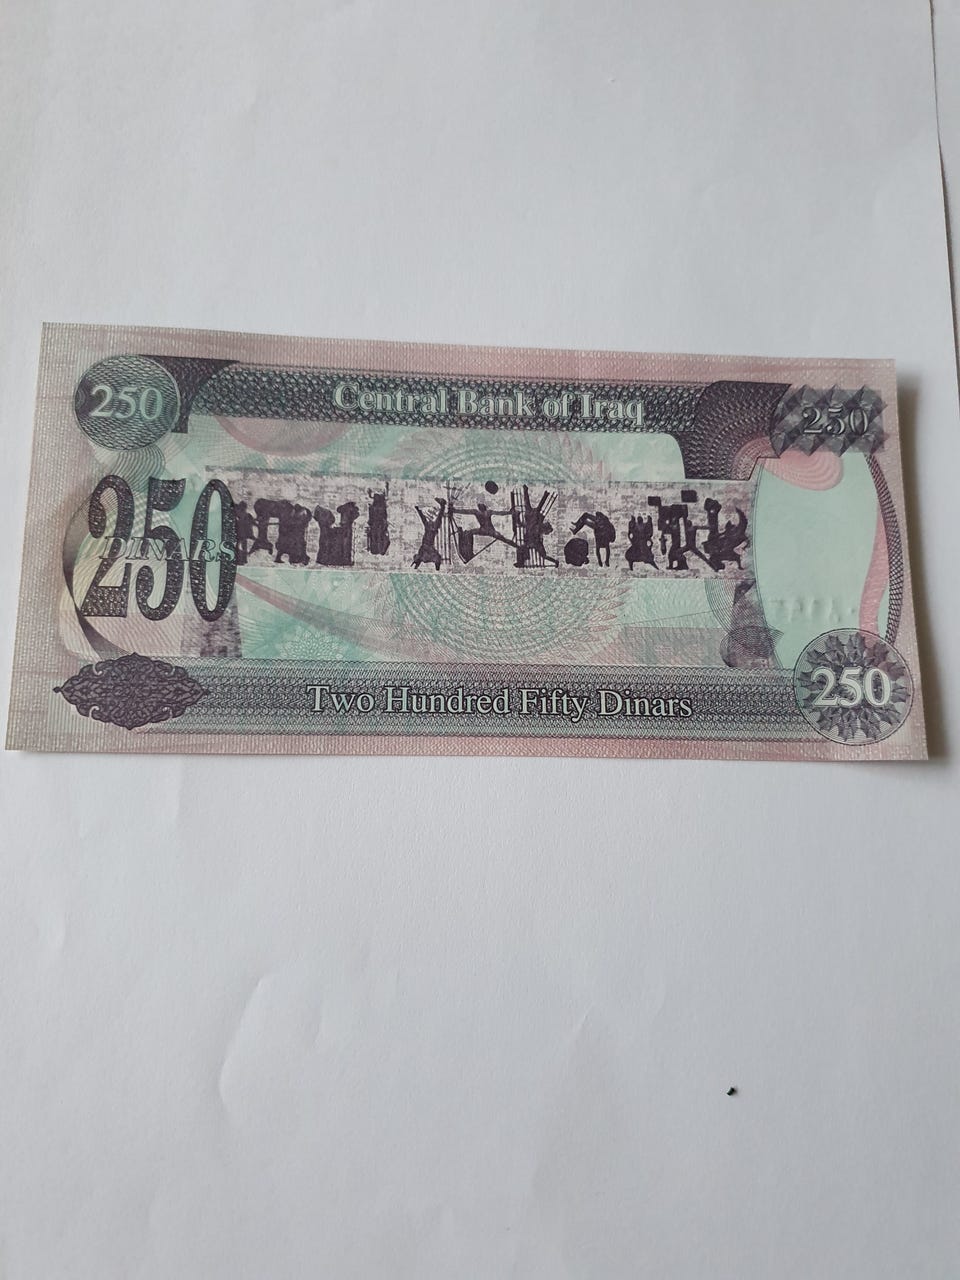 250
Central Bank of Iraq
250
250
DINARS
Two Hundred Fifty Dinars
250